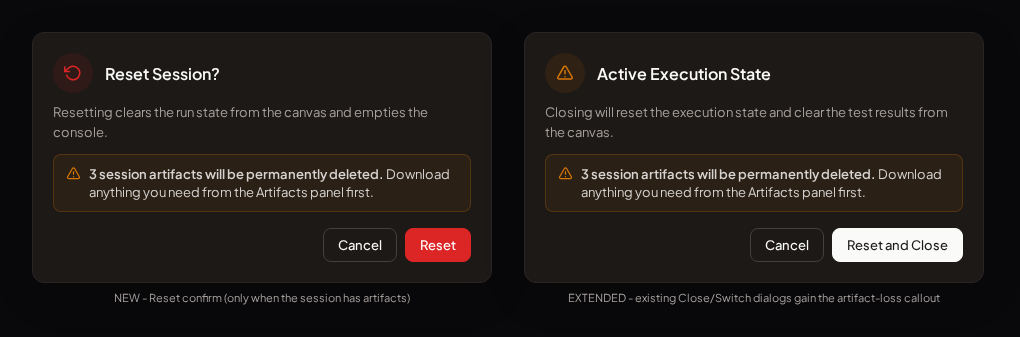 Reset Session?
Resetting clears the run state from the canvas and empties the
console.
3 session artifacts will be permanently deleted. Download
anything you need from the Artifacts panel first.
Cancel
Reset
NEW - Reset confirm (only when the session has artifacts)
Active Execution State
Closing will reset the execution state and clear the test results from
the canvas.
3 session artifacts will be permanently deleted. Download
anything you need from the Artifacts panel first.
Cancel
Reset and Close
EXTENDED - existing Close/Switch dialogs gain the artifact-loss callout